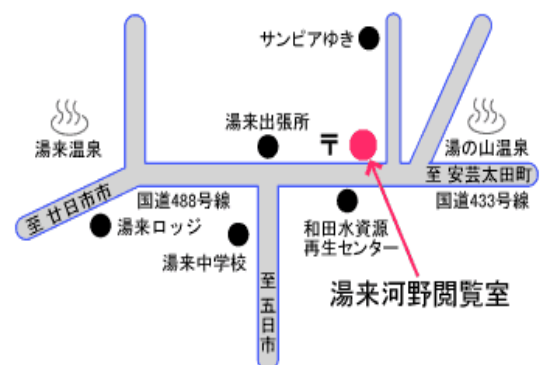 サンピアゆき
湯来出張所
〒
湯来温泉
湯の山温泉
至 安芸太田町
至 廿日市市
国道488号線
国道433号線
湯来ロッジ
和田水資源
再生センター
湯来中学校
至 五日市
湯来河野閲覧室